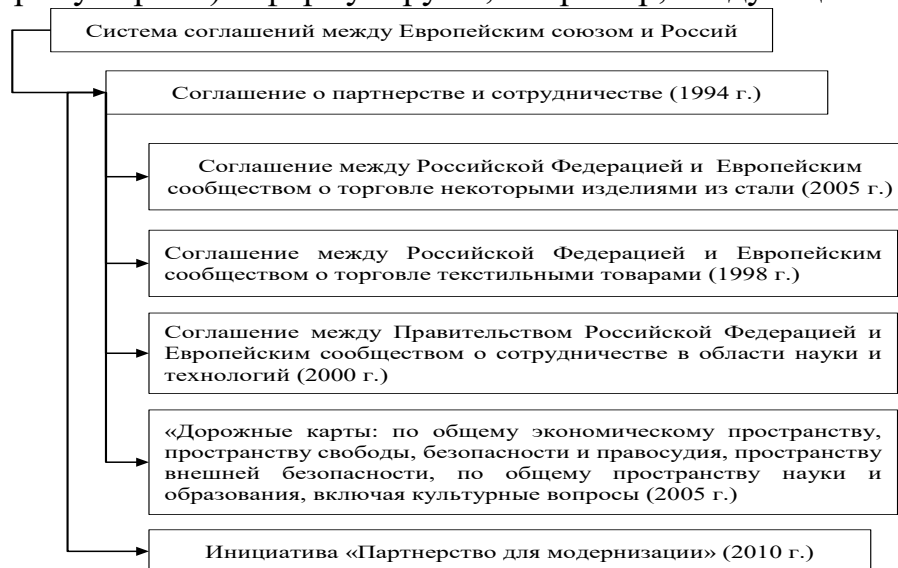 Система соглашений между Европейским союзом и Россий
Соглашение о партнерстве и сотрудничестве (1994 г.)
Соглашение между Российской Федерацией и Европейским
сообществом о торговле некоторыми изделиями из стали (2005 г.)
Соглашение между Российской Федерацией и Европейским
сообществом о торговле текстильными товарами (1998 г.)
Соглашение между Правительством Российской Федерацией и
Европейским сообществом о сотрудничестве в области науки и
технологий (2000 г.)
«Дорожные карты: по общему экономическому пространству,
пространству свободы, безопасности и правосудия, пространству
внешней безопасности, по общему пространству науки и
образования, включая культурные вопросы (2005 г.)
Инициатива «Партнерство для модернизации» (2010 г.)